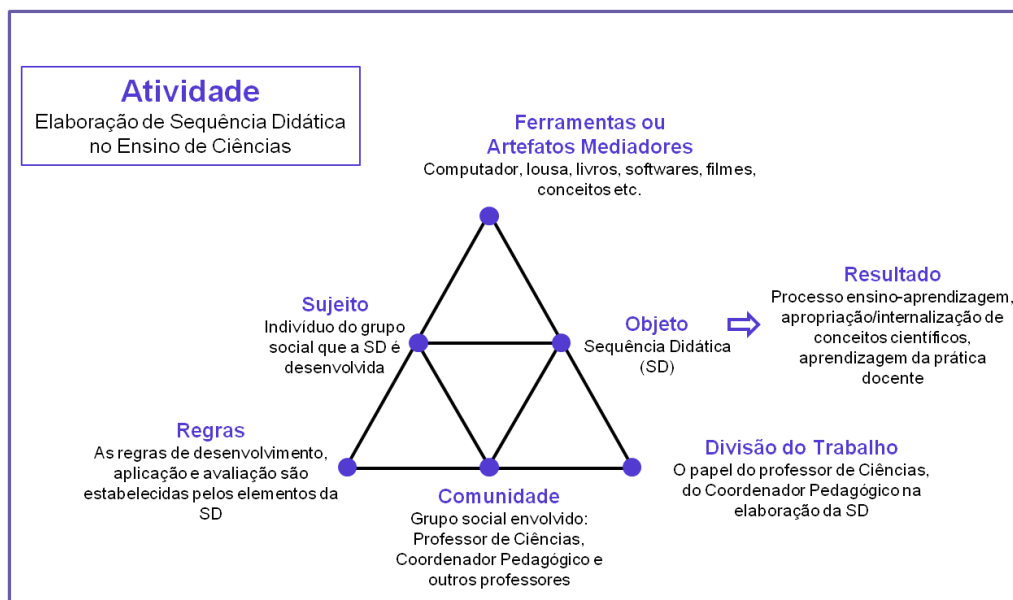 Atividade
Elaboração de Sequência Didática
no Ensino de Ciências
Ferramentas ou
Artefatos Mediadores
Computador, lousa, livros, softwares, filmes,
conceitos etc.
Sujeito
Indivíduo do grupo
social que a SD é
desenvolvida
Objeto
Sequência Didática
(SD)
Resultado
Processo ensino-aprendizagem,
apropriação/internalização de
conceitos científicos,
aprendizagem da prática
docente
Regras
As regras de desenvolvimento,
aplicação e avaliação são
estabelecidas pelos elementos da
SD
Comunidade
Grupo social envolvido:
Professor de Ciências,
Coordenador Pedagógico e
outros professores
Divisão do Trabalho
O papel do professor de Ciências,
do Coordenador Pedagógico na
elaboração da SD